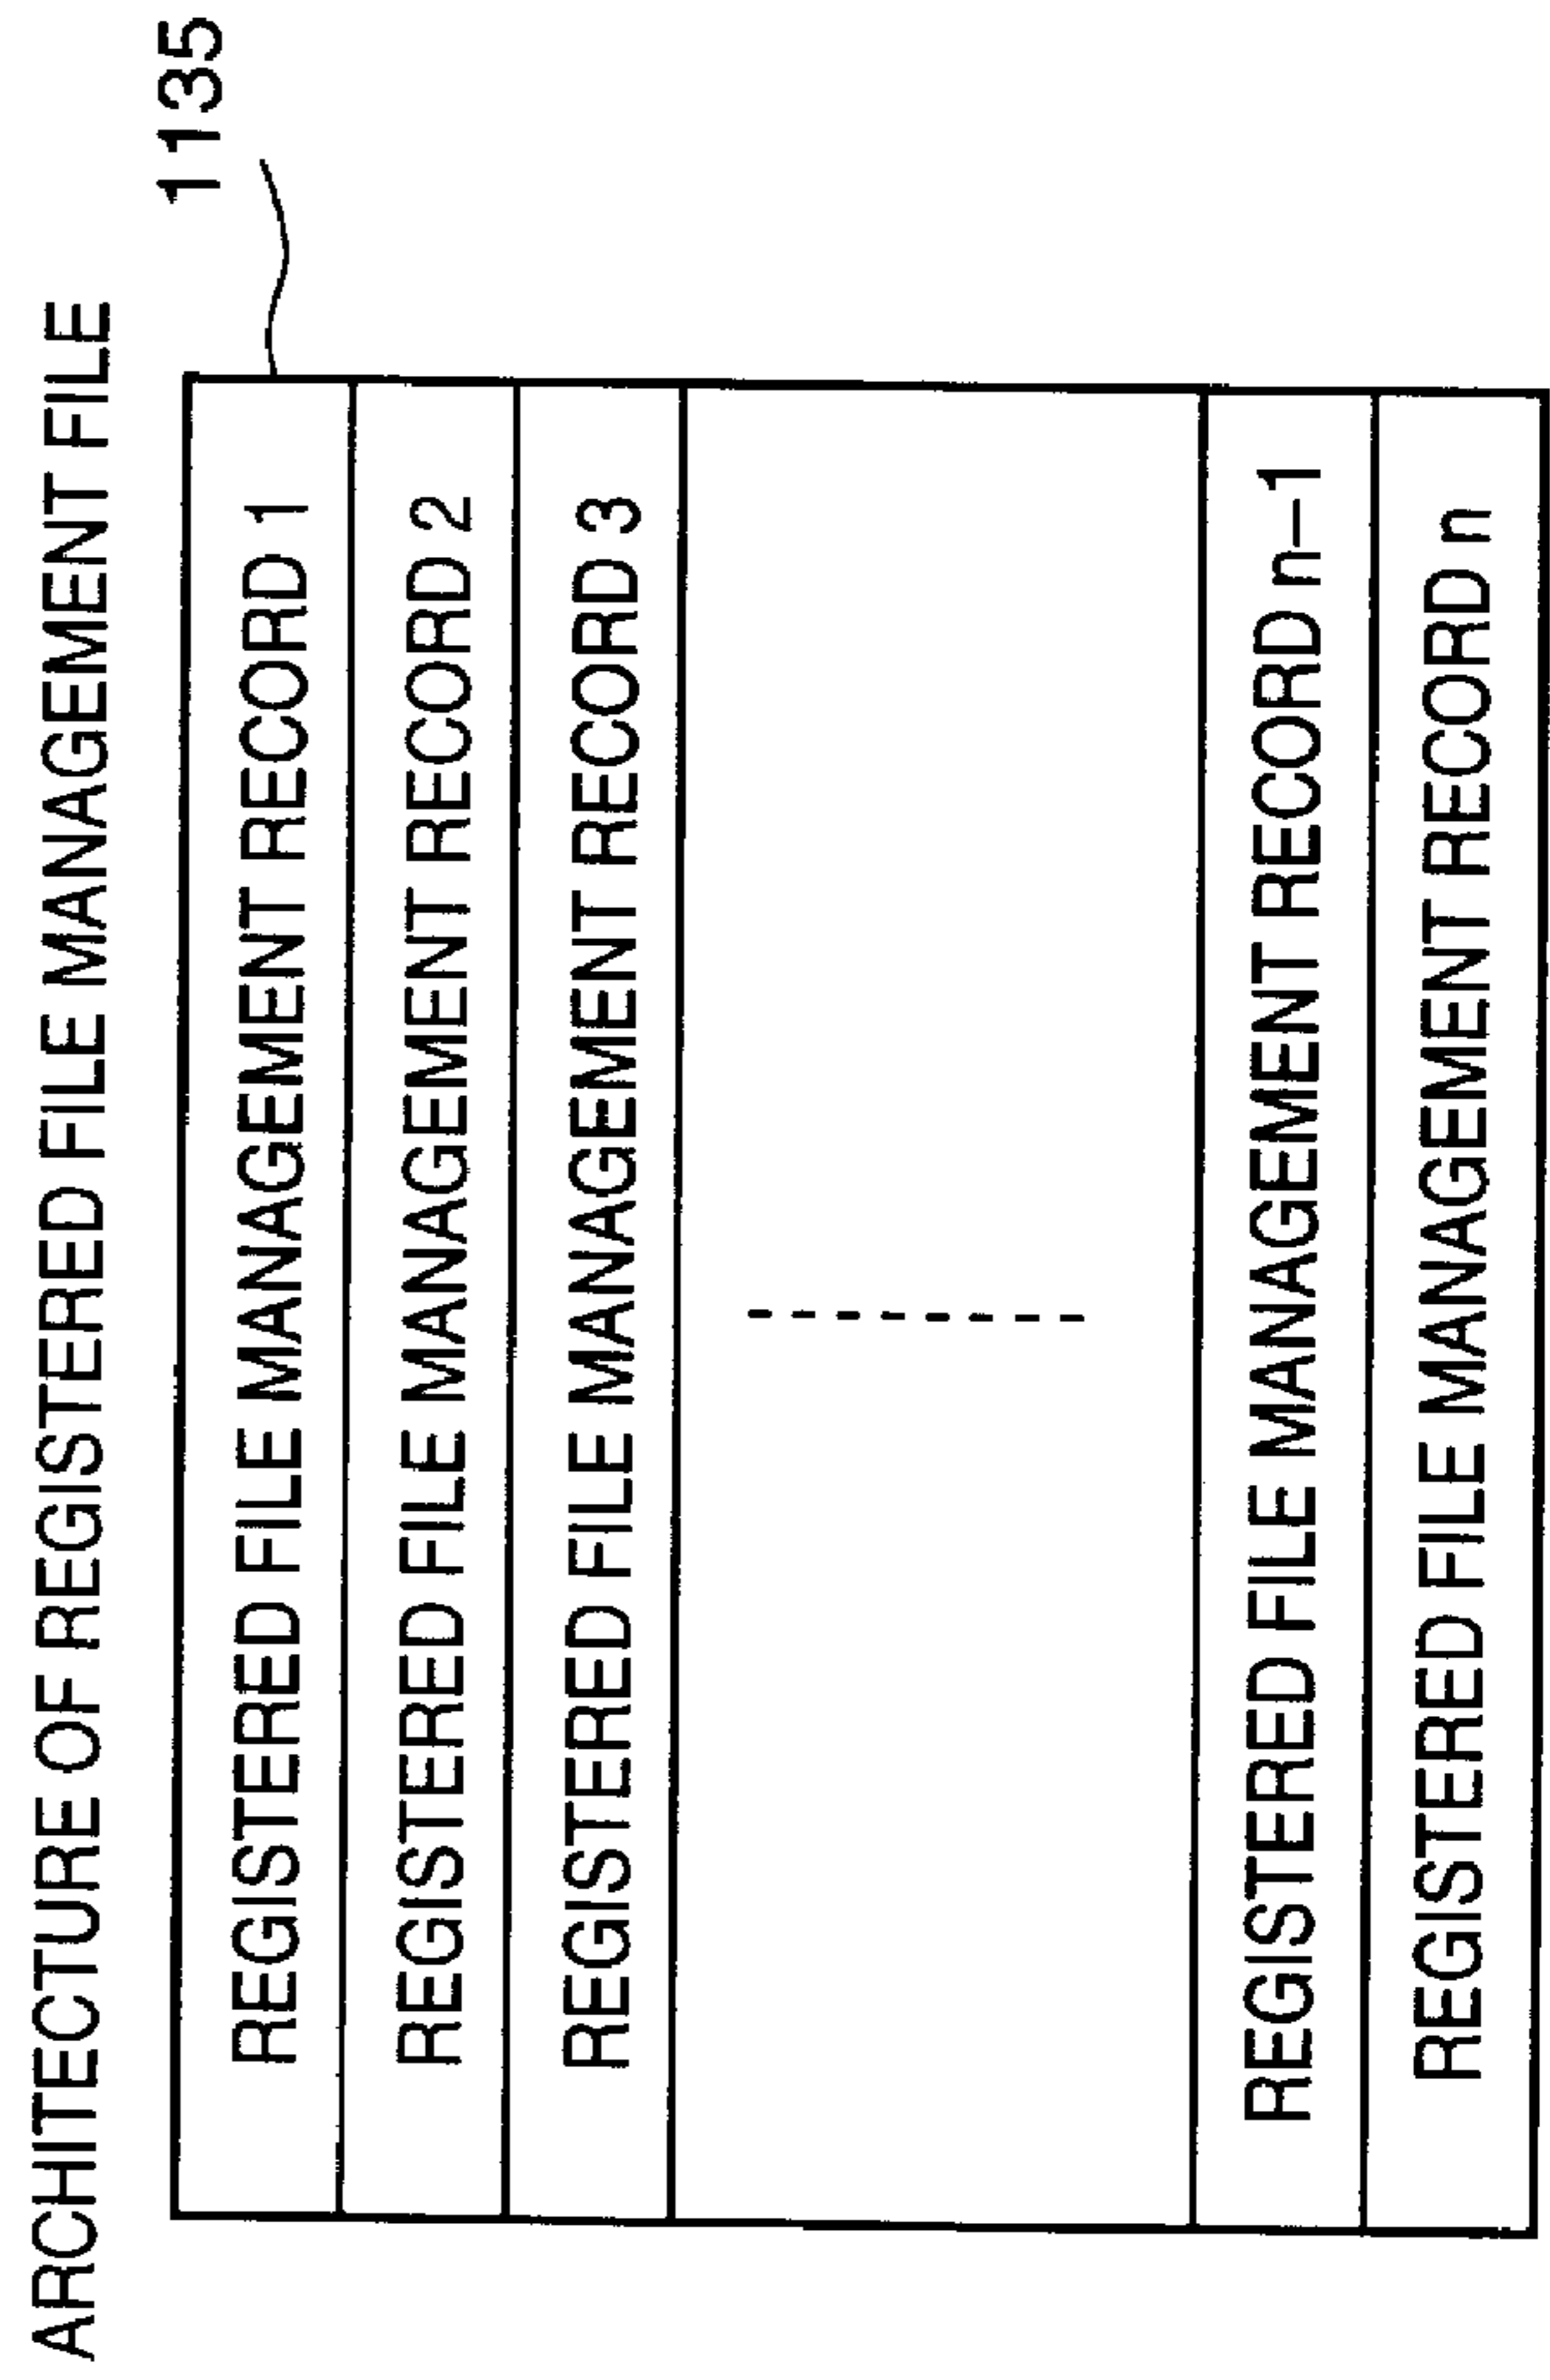 ARCHITECTURE OF REGISTERED FILE MANAGEMENT FILE
1135
REGISTERED FILE MANAGEMENT RECORD 1
REGISTERED FILE MANAGEMENT RECORD 2
REGISTERED FILE MANAGEMENT RECORD 3
REGISTERED FILE MANAGEMENT RECORD n–1
REGISTERED FILE MANAGEMENT RECORD n